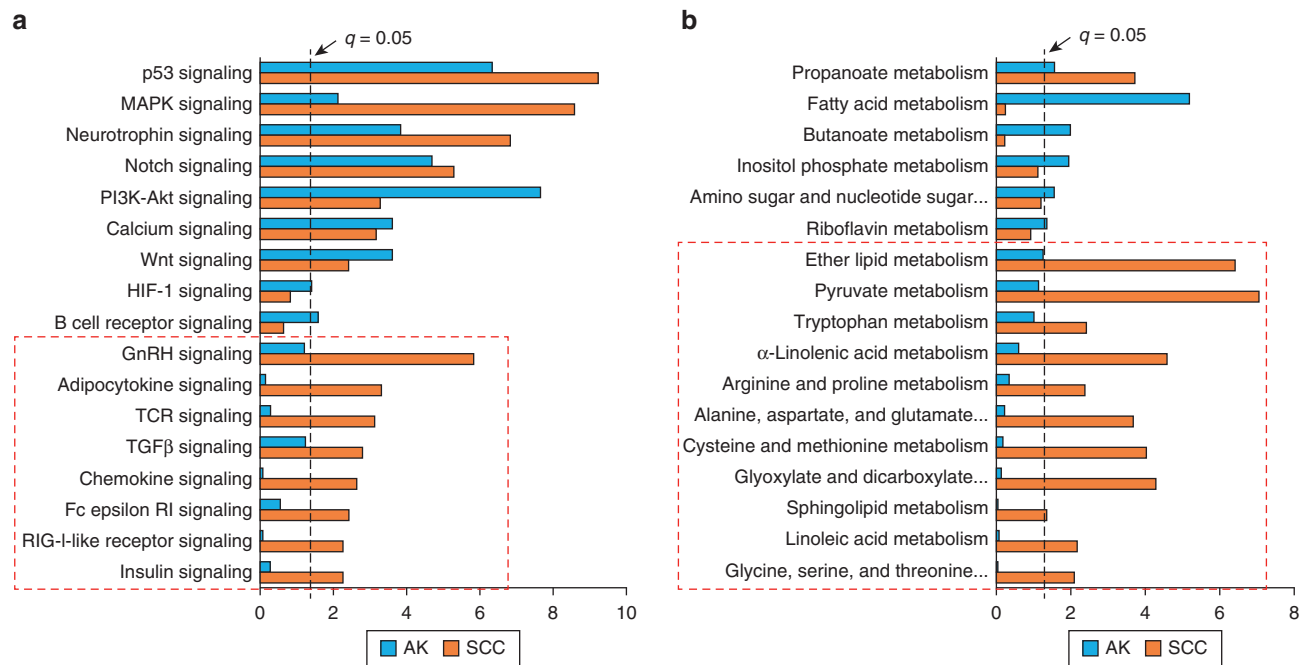 a
q = 0.05
p53 signaling
MAPK signaling
Neurotrophin signaling
Notch signaling
PI3K-Akt signaling
Calcium signaling
Wnt signaling
HIF-1 signaling
B cell receptor signaling
GnRH signaling
Adipocytokine signaling
TCR signaling
TGFβ signaling
Chemokine signaling
Fc epsilon RI signaling
RIG-I-like receptor signaling
Insulin signaling
0 2 4 6 8 10
AK SCC
b
q = 0.05
Propanoate metabolism
Fatty acid metabolism
Butanoate metabolism
Inositol phosphate metabolism
Amino sugar and nucleotide sugar...
Riboflavin metabolism
Ether lipid metabolism
Pyruvate metabolism
Tryptophan metabolism
α-Linolenic acid metabolism
Arginine and proline metabolism
Alanine, aspartate, and glutamate...
Cysteine and methionine metabolism
Glyoxylate and dicarboxylate...
Sphingolipid metabolism
Linoleic acid metabolism
Glycine, serine, and threonine...
0 2 4 6 8
AK SCC